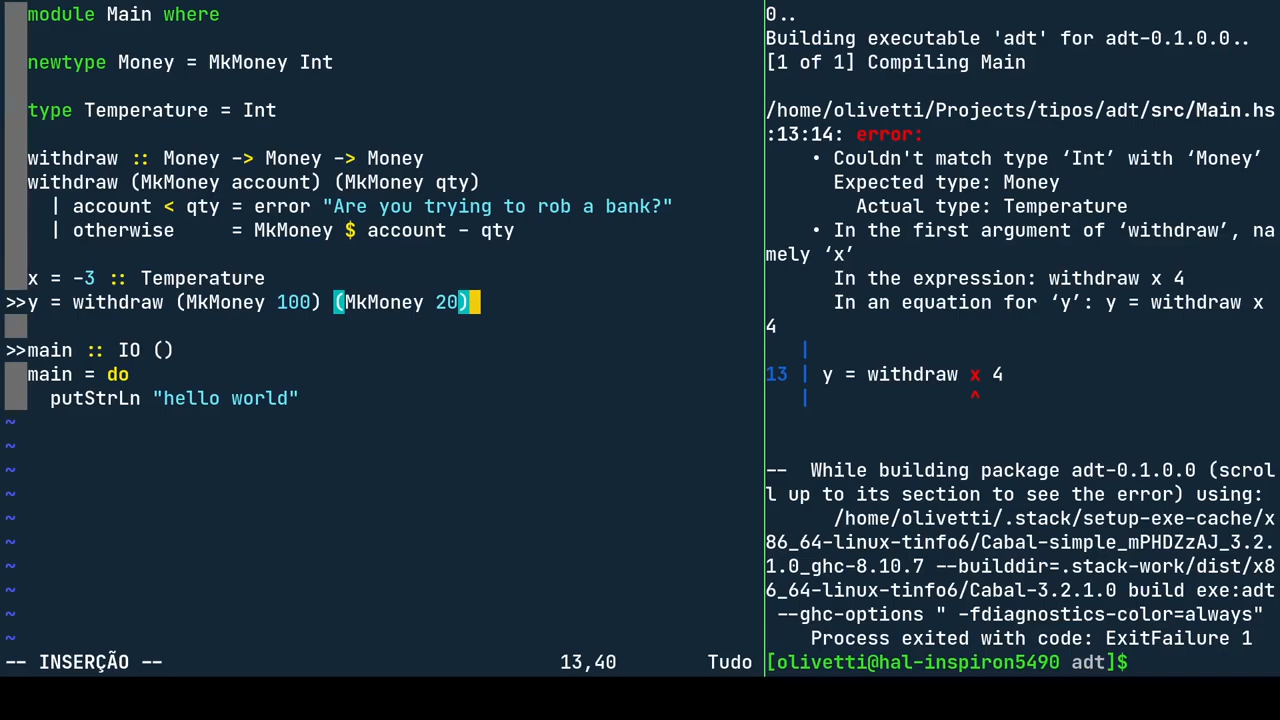 module Main where
newtype Money = MkMoney Int
type Temperature = Int
withdraw :: Money -> Money -> Money
withdraw (MkMoney account) (MkMoney qty)
  | account < qty = error "Are you trying to rob a bank?"
  | otherwise     = MkMoney $ account - qty
x = -3 :: Temperature
>>y = withdraw (MkMoney 100) (MkMoney 20)
>>main :: IO ()
main = do
  putStrLn "hello world"
~
~
~
~
~
~
~
~
~
~
-- INSERÇÃO --                                    13,40        Tudo
0..
Building executable 'adt' for adt-0.1.0.0..
[1 of 1] Compiling Main
/home/olivetti/Projects/tipos/adt/src/Main.hs
:13:14: error:
    • Couldn't match type ‘Int’ with ‘Money’
      Expected type: Money
        Actual type: Temperature
    • In the first argument of ‘withdraw’, na
mely ‘x’
      In the expression: withdraw x 4
      In an equation for ‘y’: y = withdraw x
4
   |
13 | y = withdraw x 4
   |              ^
--  While building package adt-0.1.0.0 (scrol
l up to its section to see the error) using:
      /home/olivetti/.stack/setup-exe-cache/x
86_64-linux-tinfo6/Cabal-simple_mPHDZzAJ_3.2.
1.0_ghc-8.10.7 --builddir=.stack-work/dist/x8
6_64-linux-tinfo6/Cabal-3.2.1.0 build exe:adt
 --ghc-options " -fdiagnostics-color=always"
    Process exited with code: ExitFailure 1
[olivetti@hal-inspiron5490 adt]$